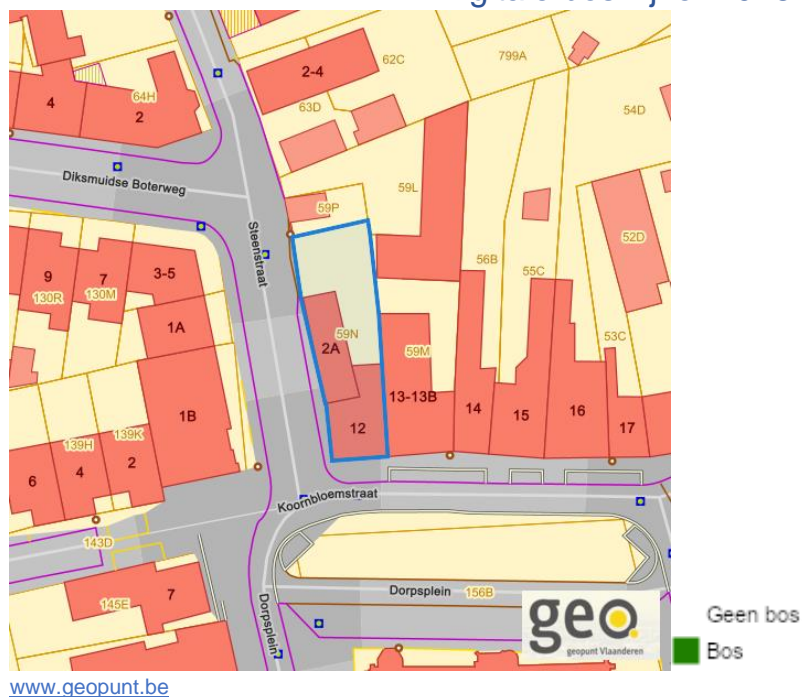 2-4
62C
799A
4
64H
2
63D
54D
Diksmuidse Boterweg
59L
59P
Steenstraat
52D
56B
55C
9
7
3-5
130R
130M
1A
59N
2A
59M
53C
13-13B
1B
12
14
15
16
17
139K
139H
6
4
2
Koornbloemstraat
143D
Dorpsplein
156B
7
145E
Dorpsplein
geo
geopunt Vlaanderen
Geen bos
Bos
www.geopunt.be